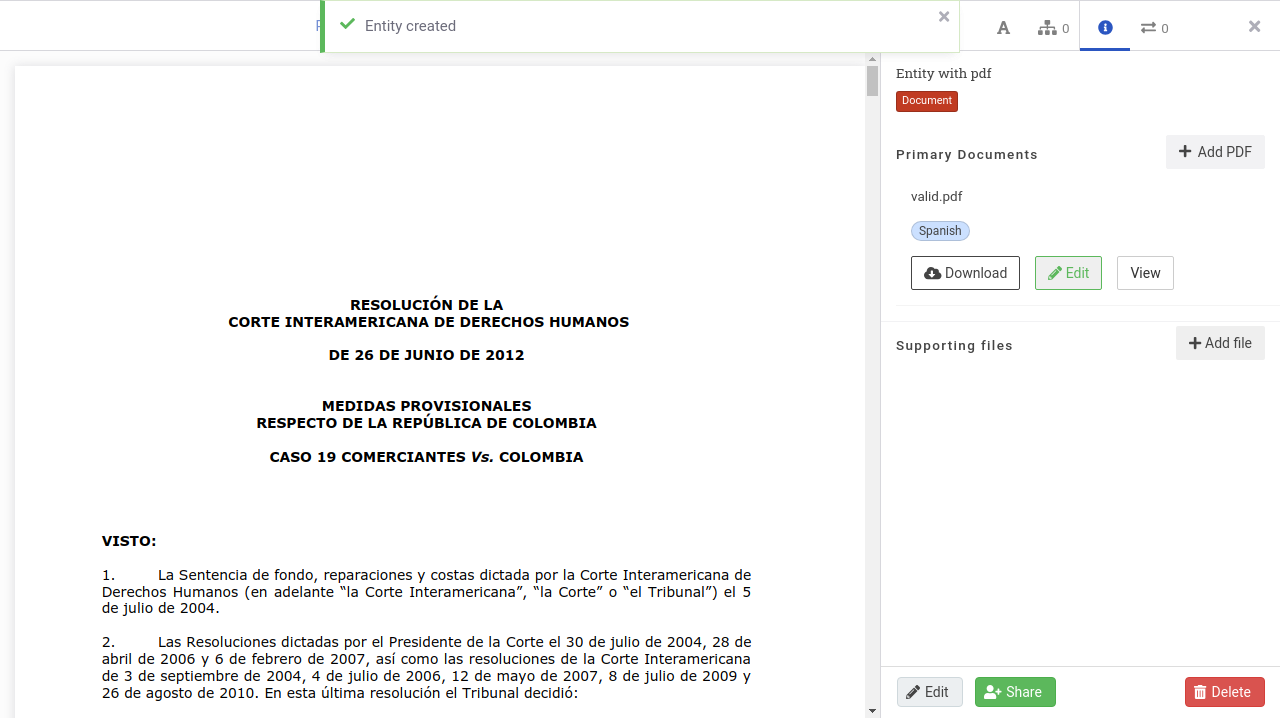 Entity created
0
0
Entity with pdf
Document
Primary Documents
Add PDF
valid.pdf
Spanish
Download
Edit
View
Supporting files
Add file
RESOLUCIÓN DE LA
CORTE INTERAMERICANA DE DERECHOS HUMANOS
DE 26 DE JUNIO DE 2012
MEDIDAS PROVISIONALES
RESPECTO DE LA REPÚBLICA DE COLOMBIA
CASO 19 COMERCIANTES Vs. COLOMBIA
VISTO:
1. La Sentencia de fondo, reparaciones y costas dictada por la Corte Interamericana de
Derechos Humanos (en adelante “la Corte Interamericana”, “la Corte” o “el Tribunal”) el 5
de julio de 2004.
2. Las Resoluciones dictadas por el Presidente de la Corte el 30 de julio de 2004, 28 de
abril de 2006 y 6 de febrero de 2007, así como las resoluciones de la Corte Interamericana
de 3 de septiembre de 2004, 4 de julio de 2006, 12 de mayo de 2007, 8 de julio de 2009 y
26 de agosto de 2010. En esta última resolución el Tribunal decidió:
Edit
Share
Delete